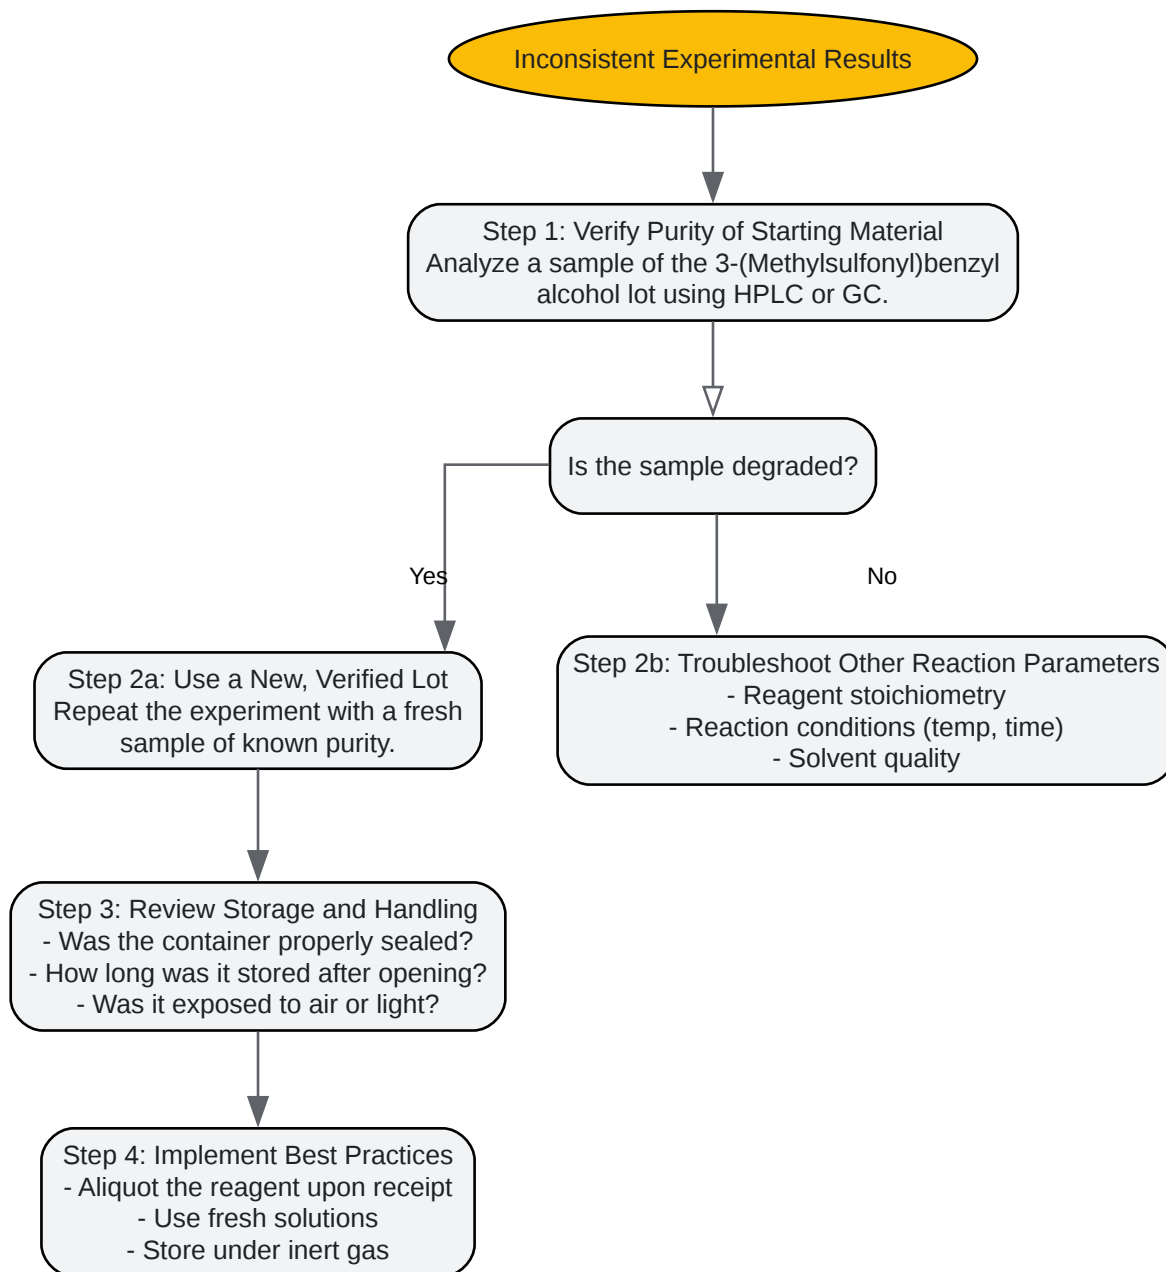 Inconsistent Experimental Results
Step 1: Verify Purity of Starting Material
Analyze a sample of the 3-(Methylsulfonyl)benzyl
alcohol lot using HPLC or GC.
Is the sample degraded?
Yes
No
Step 2a: Use a New, Verified Lot
Repeat the experiment with a fresh
sample of known purity.
Step 2b: Troubleshoot Other Reaction Parameters
- Reagent stoichiometry
- Reaction conditions (temp, time)
- Solvent quality
Step 3: Review Storage and Handling
- Was the container properly sealed?
- How long was it stored after opening?
- Was it exposed to air or light?
Step 4: Implement Best Practices
- Aliquot the reagent upon receipt
- Use fresh solutions
- Store under inert gas